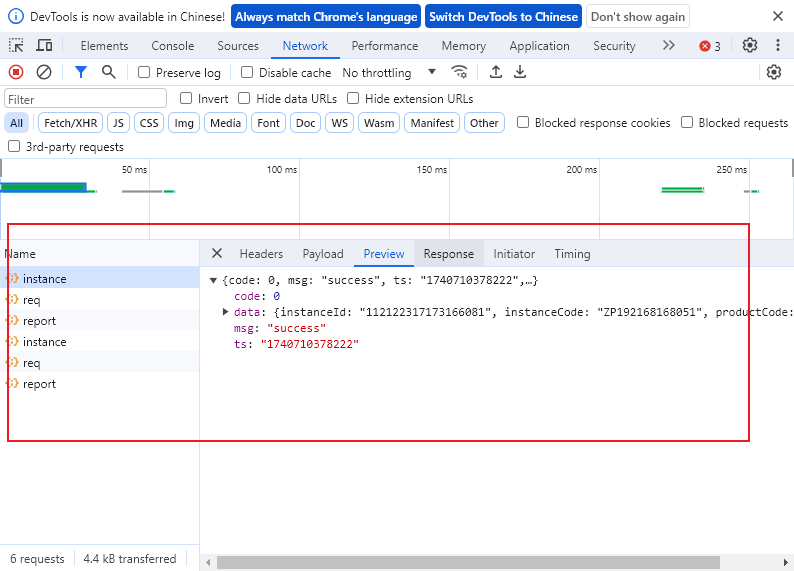 DevTools is now available in Chinese! Always match Chrome's language Switch DevTools to Chinese Don't show again
Elements Console Sources Network Performance Memory Application Security 3
Preserve log Disable cache No throttling
Filter Invert Hide data URLs Hide extension URLs
All Fetch/XHR JS CSS Img Media Font Doc WS Wasm Manifest Other Blocked response cookies Blocked requests
3rd-party requests
50 ms 100 ms 150 ms 200 ms 250 ms
Name Headers Payload Preview Response Initiator Timing
instance
req
report
instance
req
report
{code: 0, msg: "success", ts: "1740710378222",…}
code: 0
data: {instanceId: "112122317173166081", instanceCode: "ZP192168168051", productCode:
msg: "success"
ts: "1740710378222"
6 requests 4.4 kB transferred